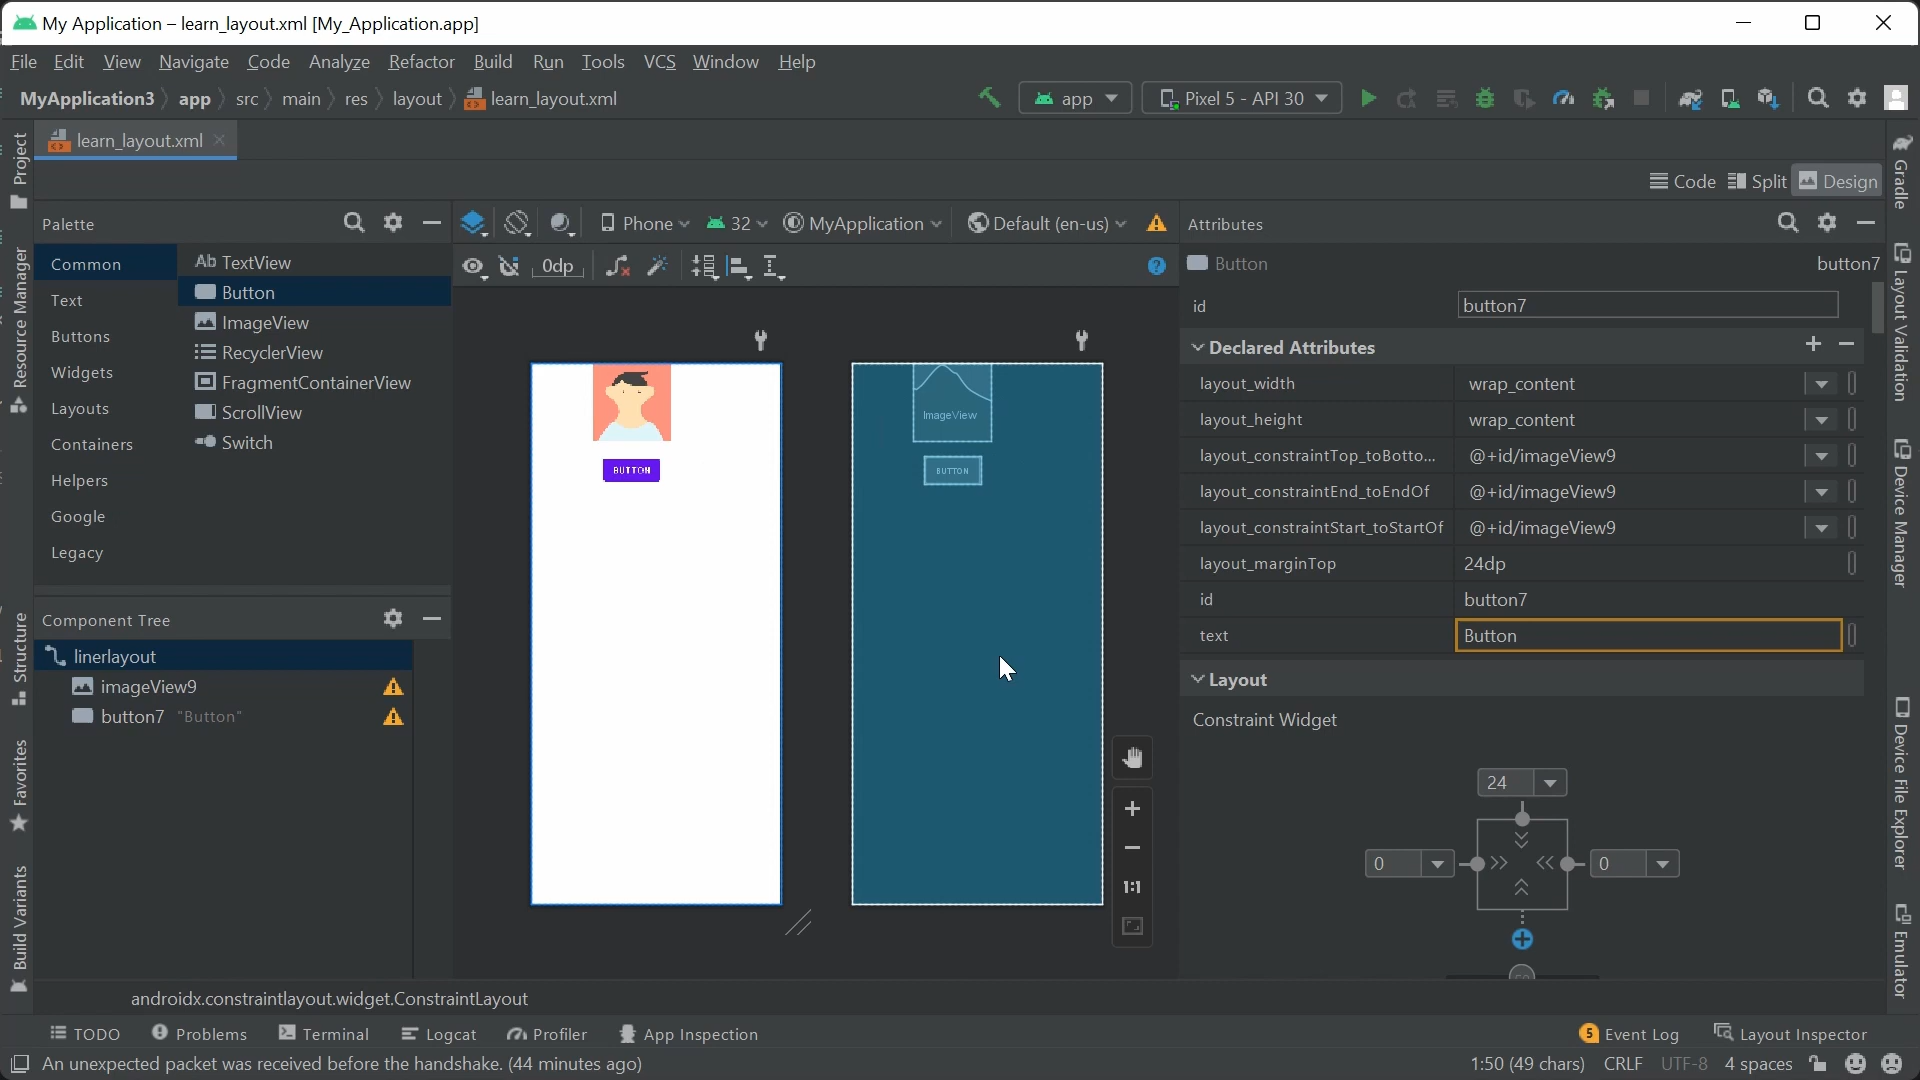 My Application – learn_layout.xml [My_Application.app]
File Edit View Navigate Code Analyze Refactor Build Run Tools VCS Window Help
MyApplication3 app src main res layout learn_layout.xml
app Pixel 5 - API 30
learn_layout.xml
Code Split Design
Project
Resource Manager
Structure
Favorites
Build Variants
Palette
Common
Text
Buttons
Widgets
Layouts
Containers
Helpers
Google
Legacy
Ab TextView
Button
ImageView
RecyclerView
FragmentContainerView
ScrollView
Switch
Component Tree
linerlayout
imageView9
button7 "Button"
Phone 32 MyApplication Default (en-us)
0dp
?
BUTTON
ImageView
BUTTON
1:1
Attributes
Button button7
id button7
Declared Attributes
layout_width wrap_content
layout_height wrap_content
layout_constraintTop_toBotto... @+id/imageView9
layout_constraintEnd_toEndOf @+id/imageView9
layout_constraintStart_toStartOf @+id/imageView9
layout_marginTop 24dp
id button7
text Button
Layout
Constraint Widget
24
0 0
50
Gradle
Layout Validation
Device Manager
Device File Explorer
Emulator
androidx.constraintlayout.widget.ConstraintLayout
TODO Problems Terminal Logcat Profiler App Inspection 5 Event Log Layout Inspector
An unexpected packet was received before the handshake. (44 minutes ago) 1:50 (49 chars) CRLF UTF-8 4 spaces